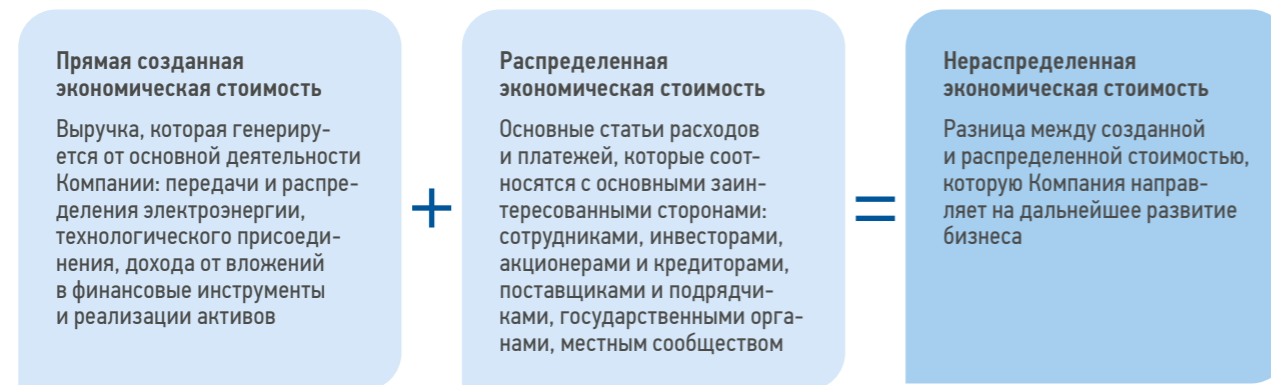 Прямая созданная
экономическая стоимость
Выручка, которая генериру-
ется от основной деятельности
Компании: передачи и распре-
деления электроэнергии,
технологического присоеди-
нения, дохода от вложений
в финансовые инструменты
и реализации активов
+
Распределенная
экономическая стоимость
Основные статьи расходов
и платежей, которые соот-
носятся с основными заин-
тересованными сторонами:
сотрудниками, инвесторами,
акционерами и кредиторами,
поставщиками и подрядчи-
ками, государственными орга-
нами, местным сообществом
=
Нераспределенная
экономическая стоимость
Разница между созданной
и распределенной стоимостью,
которую Компания направ-
ляет на дальнейшее развитие
бизнеса